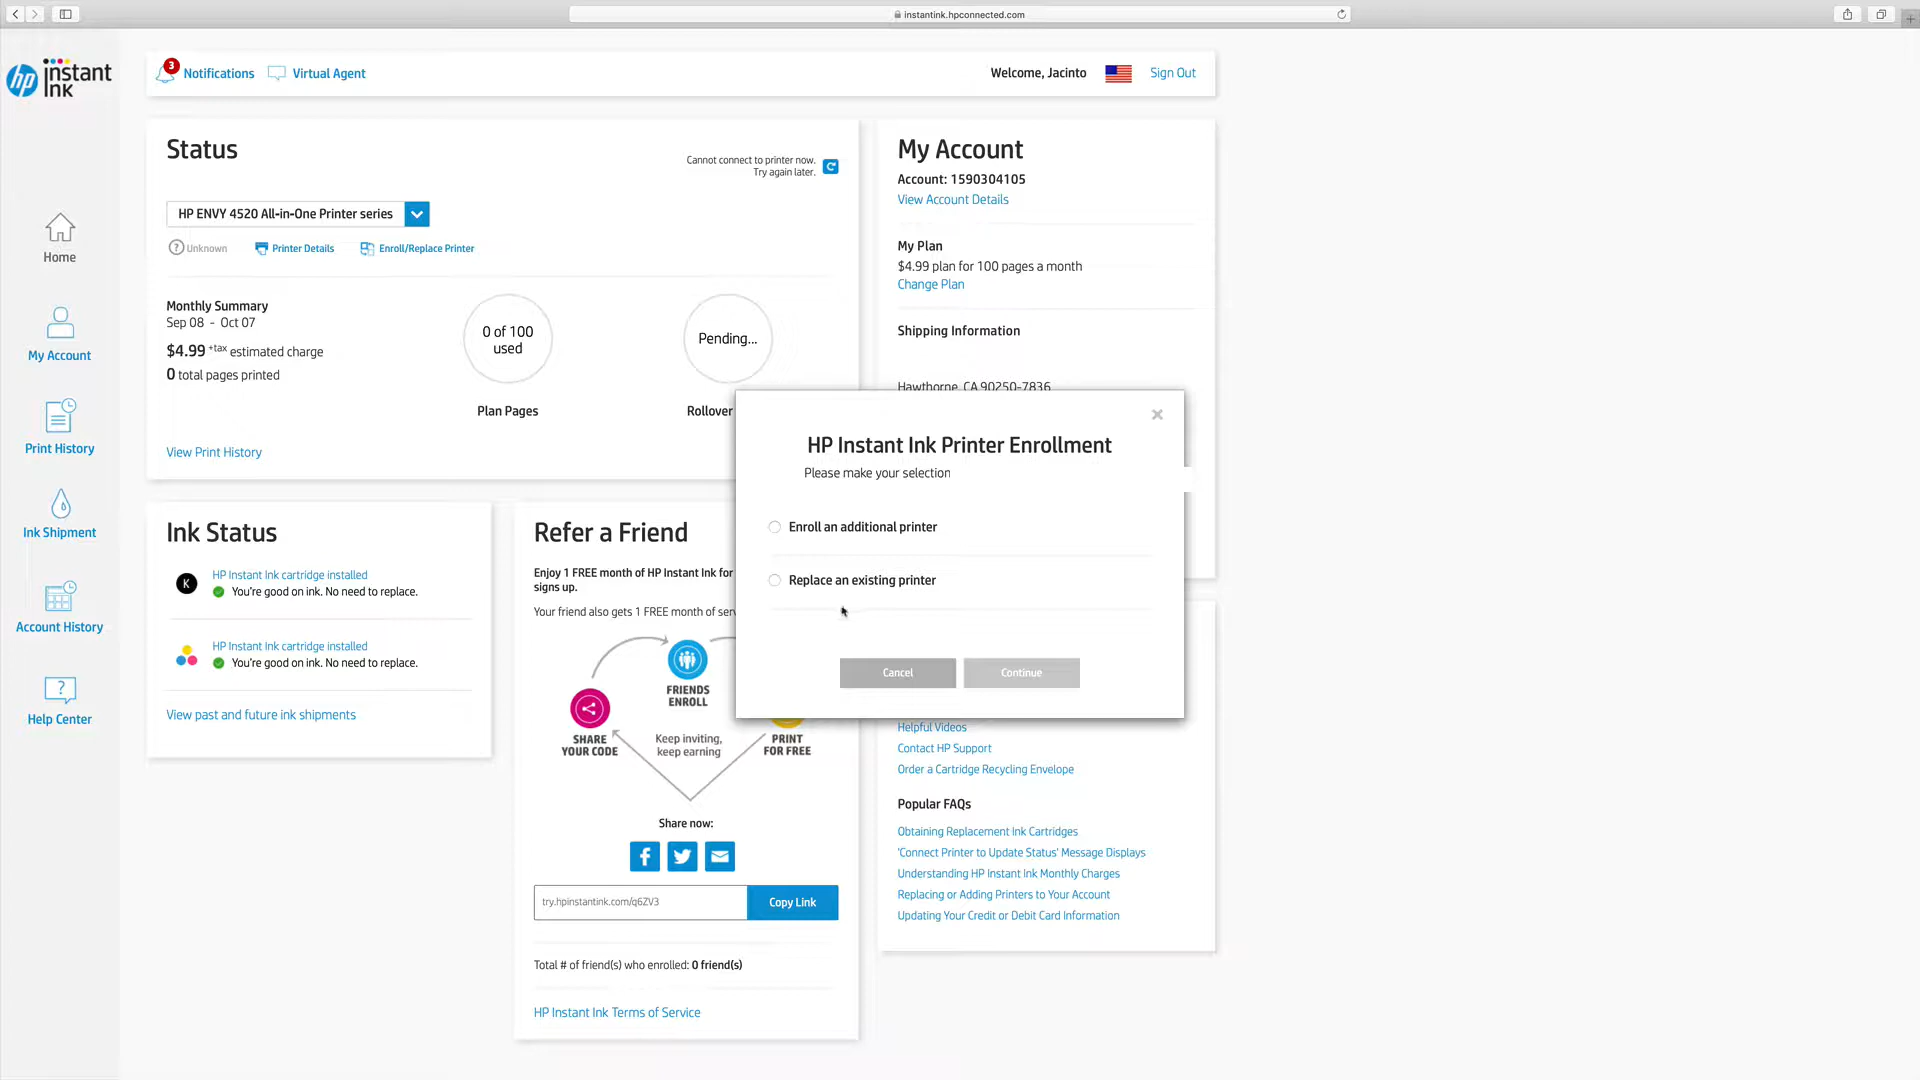 instantink.hpconnected.com
hp instant ink
3
Notifications
Virtual Agent
Welcome, Jacinto
Sign Out
Home
My Account
Print History
Ink Shipment
Account History
Help Center
Status
Cannot connect to printer now.
Try again later.
HP ENVY 4520 All-in-One Printer series
? Unknown
Printer Details
Enroll/Replace Printer
Monthly Summary
Sep 08 - Oct 07
$4.99 +tax estimated charge
0 total pages printed
0 of 100
used
Plan Pages
Pending...
Rollover
View Print History
My Account
Account: 1590304105
View Account Details
My Plan
$4.99 plan for 100 pages a month
Change Plan
Shipping Information
Hawthorne, CA 90250-7836
HP Instant Ink Printer Enrollment
Please make your selection
Enroll an additional printer
Replace an existing printer
Cancel
Continue
Ink Status
K
HP Instant Ink cartridge installed
You're good on ink. No need to replace.
HP Instant Ink cartridge installed
You're good on ink. No need to replace.
View past and future ink shipments
Refer a Friend
Enjoy 1 FREE month of HP Instant Ink for
signs up.
Your friend also gets 1 FREE month of serv
FRIENDS
ENROLL
SHARE
YOUR CODE
Keep inviting,
keep earning
PRINT
FOR FREE
Share now:
try.hpinstantink.com/q6ZV3
Copy Link
Total # of friend(s) who enrolled: 0 friend(s)
HP Instant Ink Terms of Service
Helpful Videos
Contact HP Support
Order a Cartridge Recycling Envelope
Popular FAQs
Obtaining Replacement Ink Cartridges
'Connect Printer to Update Status' Message Displays
Understanding HP Instant Ink Monthly Charges
Replacing or Adding Printers to Your Account
Updating Your Credit or Debit Card Information